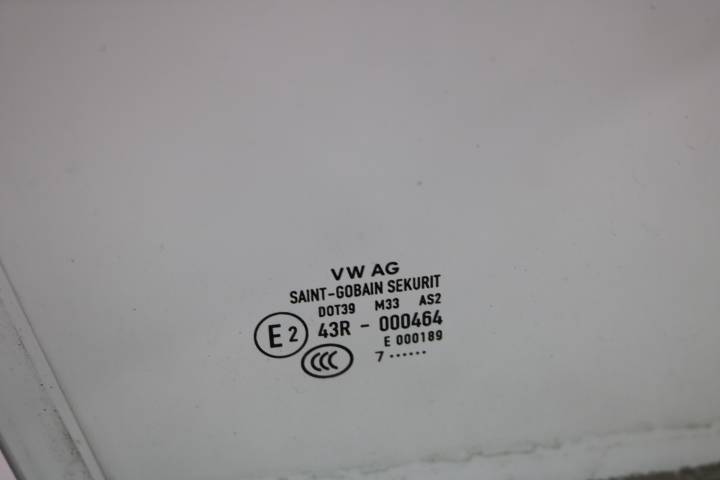 VW AG
SAINT-GOBAIN SEKURIT
DOT39 M33 AS2
E2 43R - 000464
E 000189
CCC 7 ······